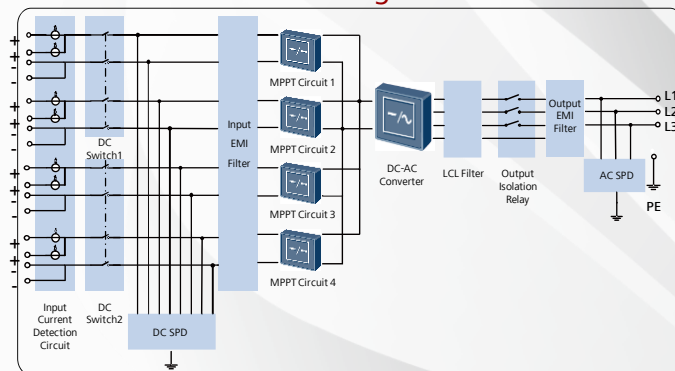 +
+
-
-
+
+
-
-
+
+
-
-
+
+
-
-
Input
Current
Detection
Circuit
DC
Switch1
DC
Switch2
DC SPD
Input
EMI
Filter
MPPT Circuit 1
MPPT Circuit 2
MPPT Circuit 3
MPPT Circuit 4
DC-AC
Converter
LCL Filter
Output
Isolation
Relay
Output
EMI
Filter
AC SPD
L1
L2
L3
PE